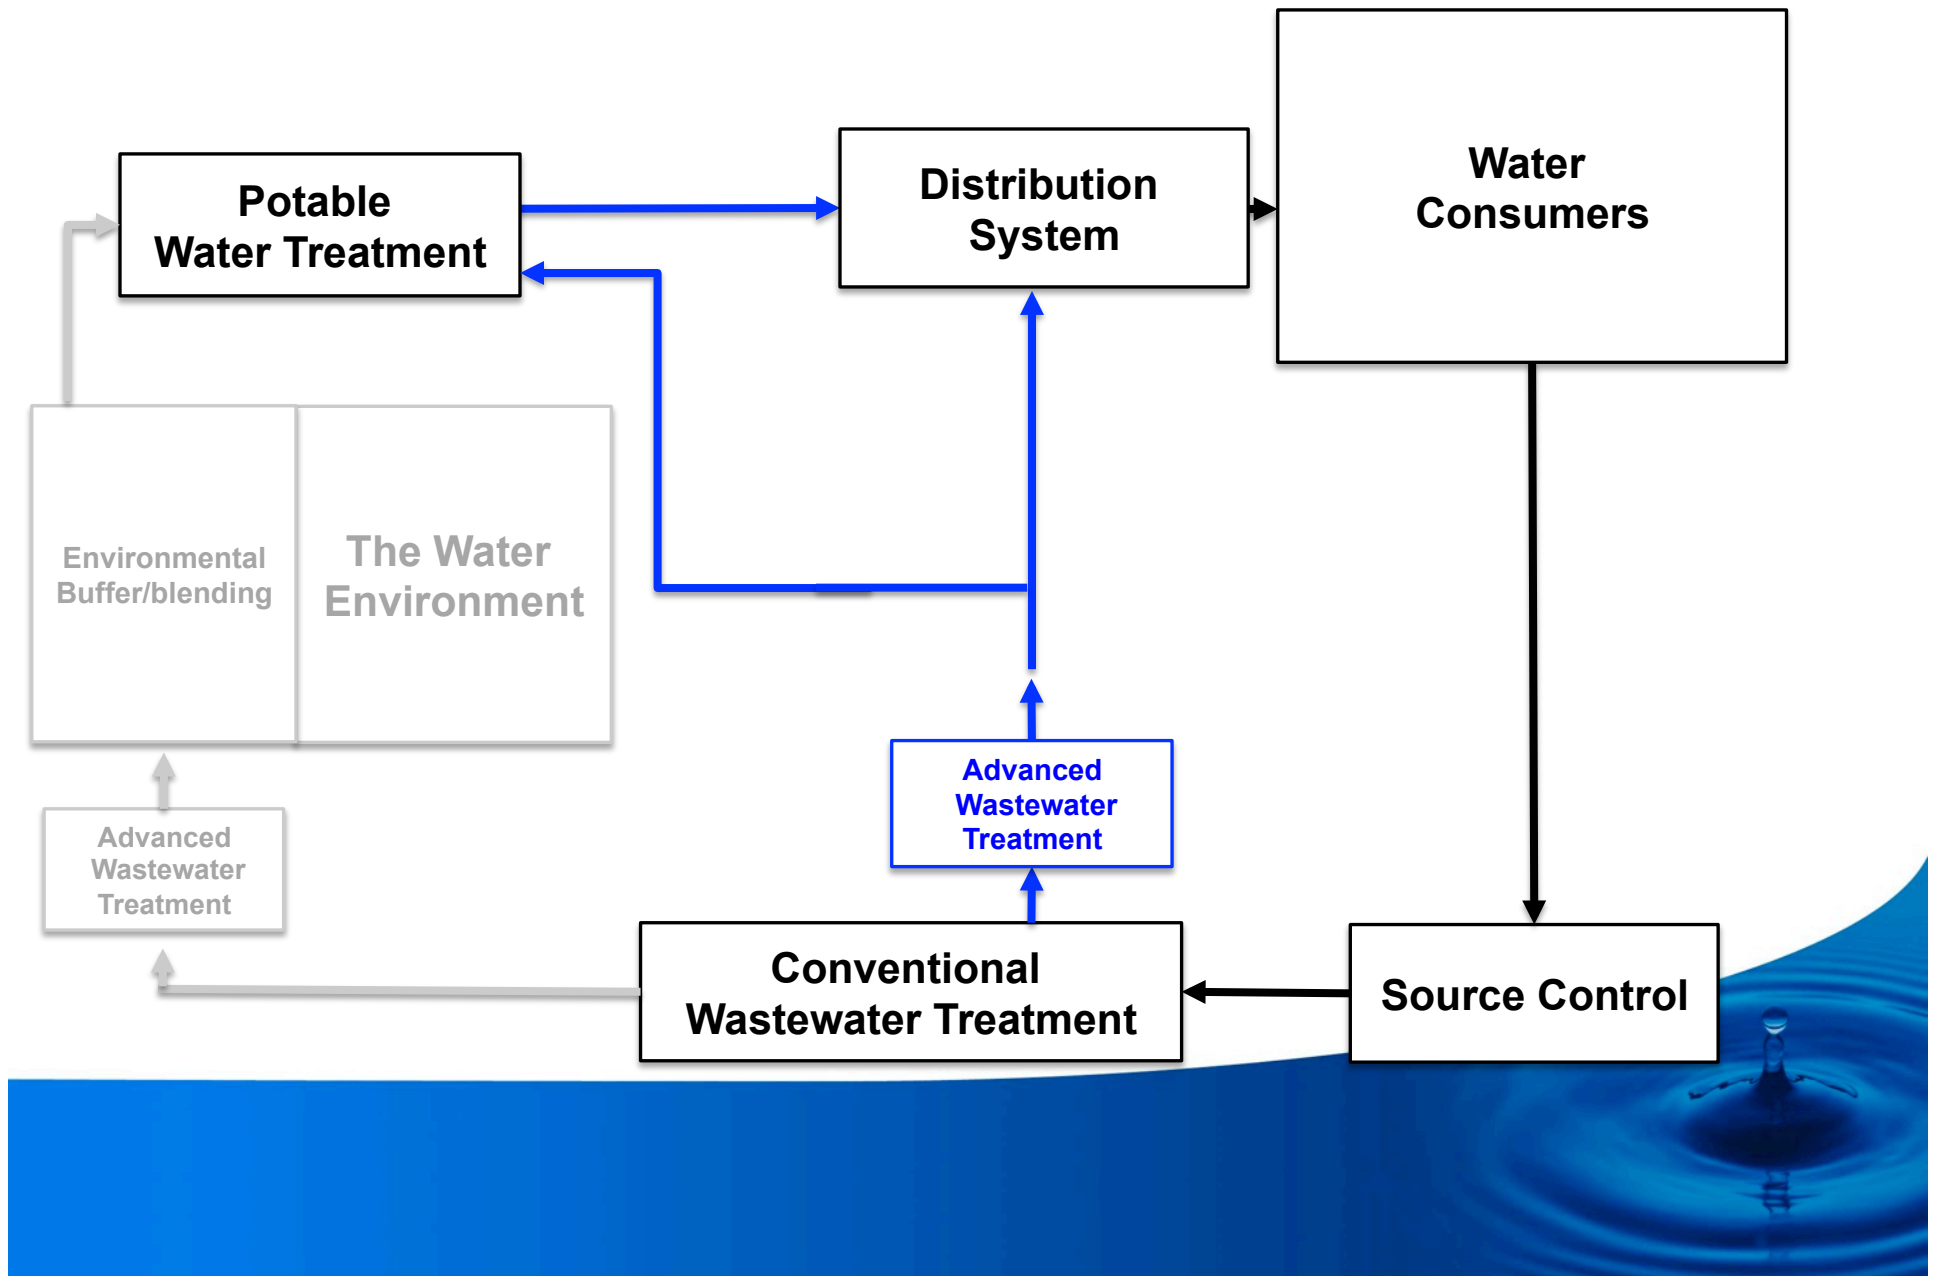 Potable
Water Treatment
Distribution
System
Water
Consumers
Environmental
Buffer/blending
The Water
Environment
Advanced
Wastewater
Treatment
Advanced
Wastewater
Treatment
Conventional
Wastewater Treatment
Source Control